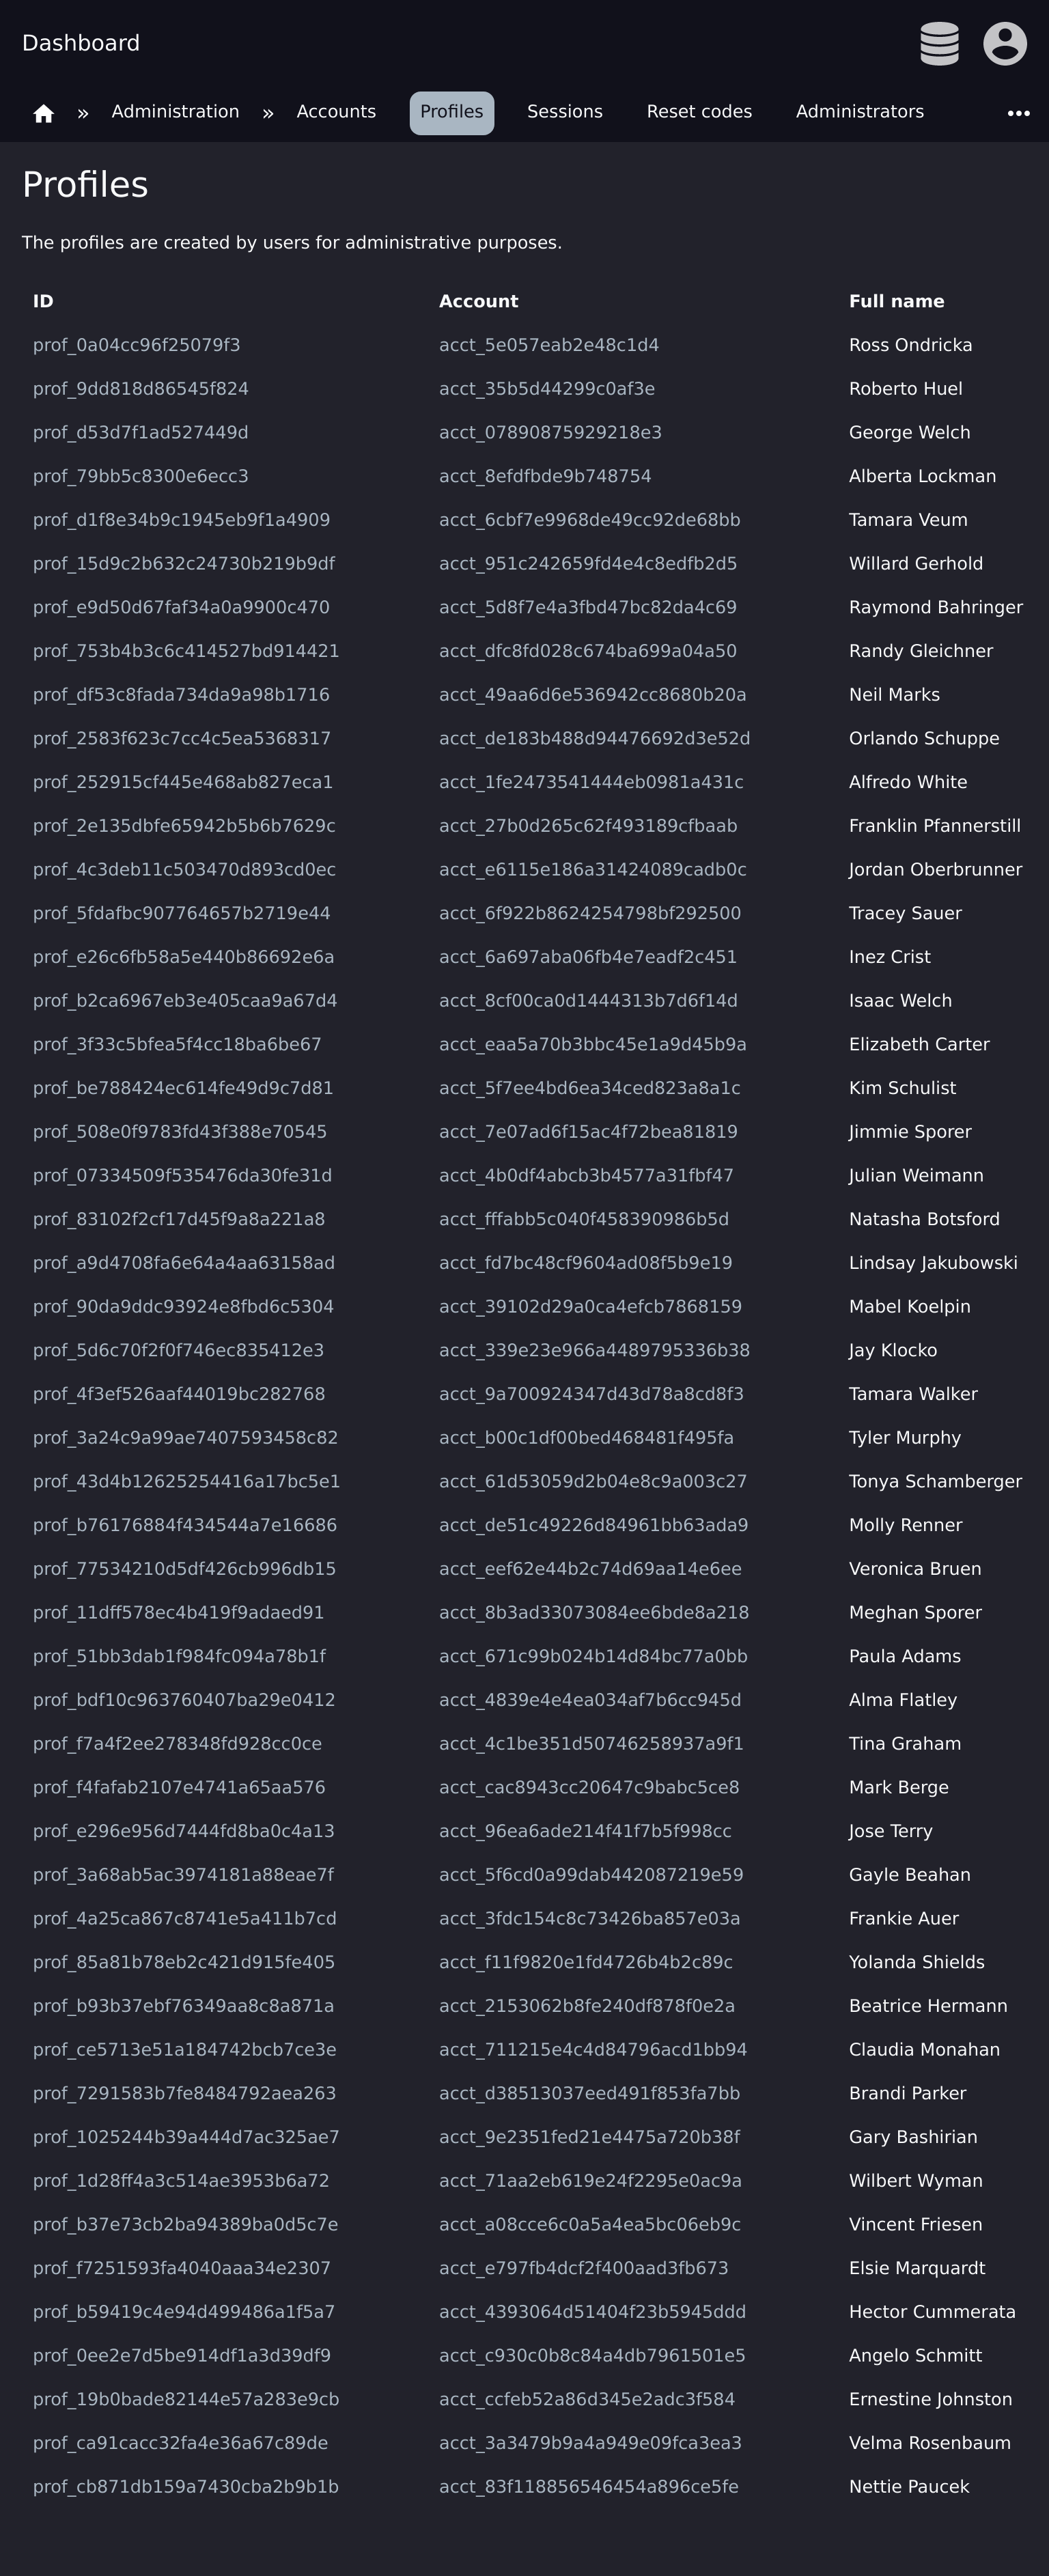 Dashboard
» Administration » Accounts Profiles Sessions Reset codes Administrators
Profiles
The profiles are created by users for administrative purposes.
ID Account Full name
prof_0a04cc96f25079f3 acct_5e057eab2e48c1d4 Ross Ondricka
prof_9dd818d86545f824 acct_35b5d44299c0af3e Roberto Huel
prof_d53d7f1ad527449d acct_07890875929218e3 George Welch
prof_79bb5c8300e6ecc3 acct_8efdfbde9b748754 Alberta Lockman
prof_d1f8e34b9c1945eb9f1a4909 acct_6cbf7e9968de49cc92de68bb Tamara Veum
prof_15d9c2b632c24730b219b9df acct_951c242659fd4e4c8edfb2d5 Willard Gerhold
prof_e9d50d67faf34a0a9900c470 acct_5d8f7e4a3fbd47bc82da4c69 Raymond Bahringer
prof_753b4b3c6c414527bd914421 acct_dfc8fd028c674ba699a04a50 Randy Gleichner
prof_df53c8fada734da9a98b1716 acct_49aa6d6e536942cc8680b20a Neil Marks
prof_2583f623c7cc4c5ea5368317 acct_de183b488d94476692d3e52d Orlando Schuppe
prof_252915cf445e468ab827eca1 acct_1fe2473541444eb0981a431c Alfredo White
prof_2e135dbfe65942b5b6b7629c acct_27b0d265c62f493189cfbaab Franklin Pfannerstill
prof_4c3deb11c503470d893cd0ec acct_e6115e186a31424089cadb0c Jordan Oberbrunner
prof_5fdafbc907764657b2719e44 acct_6f922b8624254798bf292500 Tracey Sauer
prof_e26c6fb58a5e440b86692e6a acct_6a697aba06fb4e7eadf2c451 Inez Crist
prof_b2ca6967eb3e405caa9a67d4 acct_8cf00ca0d1444313b7d6f14d Isaac Welch
prof_3f33c5bfea5f4cc18ba6be67 acct_eaa5a70b3bbc45e1a9d45b9a Elizabeth Carter
prof_be788424ec614fe49d9c7d81 acct_5f7ee4bd6ea34ced823a8a1c Kim Schulist
prof_508e0f9783fd43f388e70545 acct_7e07ad6f15ac4f72bea81819 Jimmie Sporer
prof_07334509f535476da30fe31d acct_4b0df4abcb3b4577a31fbf47 Julian Weimann
prof_83102f2cf17d45f9a8a221a8 acct_fffabb5c040f458390986b5d Natasha Botsford
prof_a9d4708fa6e64a4aa63158ad acct_fd7bc48cf9604ad08f5b9e19 Lindsay Jakubowski
prof_90da9ddc93924e8fbd6c5304 acct_39102d29a0ca4efcb7868159 Mabel Koelpin
prof_5d6c70f2f0f746ec835412e3 acct_339e23e966a4489795336b38 Jay Klocko
prof_4f3ef526aaf44019bc282768 acct_9a700924347d43d78a8cd8f3 Tamara Walker
prof_3a24c9a99ae7407593458c82 acct_b00c1df00bed468481f495fa Tyler Murphy
prof_43d4b12625254416a17bc5e1 acct_61d53059d2b04e8c9a003c27 Tonya Schamberger
prof_b76176884f434544a7e16686 acct_de51c49226d84961bb63ada9 Molly Renner
prof_77534210d5df426cb996db15 acct_eef62e44b2c74d69aa14e6ee Veronica Bruen
prof_11dff578ec4b419f9adaed91 acct_8b3ad33073084ee6bde8a218 Meghan Sporer
prof_51bb3dab1f984fc094a78b1f acct_671c99b024b14d84bc77a0bb Paula Adams
prof_bdf10c963760407ba29e0412 acct_4839e4e4ea034af7b6cc945d Alma Flatley
prof_f7a4f2ee278348fd928cc0ce acct_4c1be351d50746258937a9f1 Tina Graham
prof_f4fafab2107e4741a65aa576 acct_cac8943cc20647c9babc5ce8 Mark Berge
prof_e296e956d7444fd8ba0c4a13 acct_96ea6ade214f41f7b5f998cc Jose Terry
prof_3a68ab5ac3974181a88eae7f acct_5f6cd0a99dab442087219e59 Gayle Beahan
prof_4a25ca867c8741e5a411b7cd acct_3fdc154c8c73426ba857e03a Frankie Auer
prof_85a81b78eb2c421d915fe405 acct_f11f9820e1fd4726b4b2c89c Yolanda Shields
prof_b93b37ebf76349aa8c8a871a acct_2153062b8fe240df878f0e2a Beatrice Hermann
prof_ce5713e51a184742bcb7ce3e acct_711215e4c4d84796acd1bb94 Claudia Monahan
prof_7291583b7fe8484792aea263 acct_d38513037eed491f853fa7bb Brandi Parker
prof_1025244b39a444d7ac325ae7 acct_9e2351fed21e4475a720b38f Gary Bashirian
prof_1d28ff4a3c514ae3953b6a72 acct_71aa2eb619e24f2295e0ac9a Wilbert Wyman
prof_b37e73cb2ba94389ba0d5c7e acct_a08cce6c0a5a4ea5bc06eb9c Vincent Friesen
prof_f7251593fa4040aaa34e2307 acct_e797fb4dcf2f400aad3fb673 Elsie Marquardt
prof_b59419c4e94d499486a1f5a7 acct_4393064d51404f23b5945ddd Hector Cummerata
prof_0ee2e7d5be914df1a3d39df9 acct_c930c0b8c84a4db7961501e5 Angelo Schmitt
prof_19b0bade82144e57a283e9cb acct_ccfeb52a86d345e2adc3f584 Ernestine Johnston
prof_ca91cacc32fa4e36a67c89de acct_3a3479b9a4a949e09fca3ea3 Velma Rosenbaum
prof_cb871db159a7430cba2b9b1b acct_83f118856546454a896ce5fe Nettie Paucek